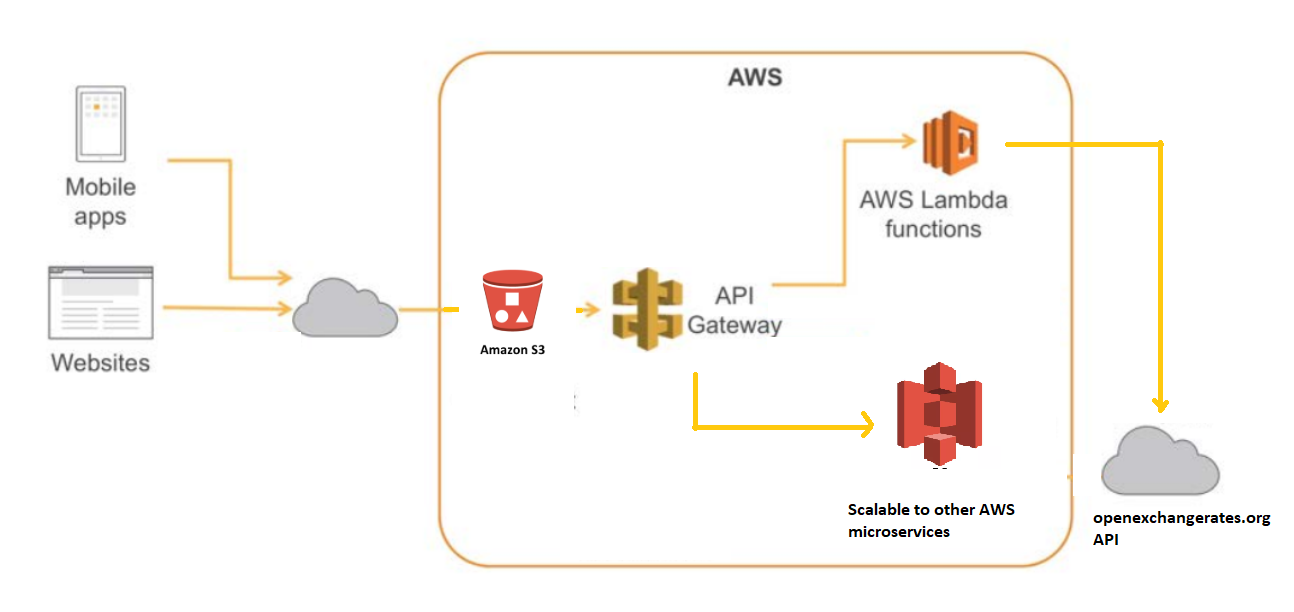 AWS
Mobile
apps
AWS Lambda
functions
API
Gateway
Amazon S3
Websites
Scalable to other AWS
microservices
openexchangerates.org
API